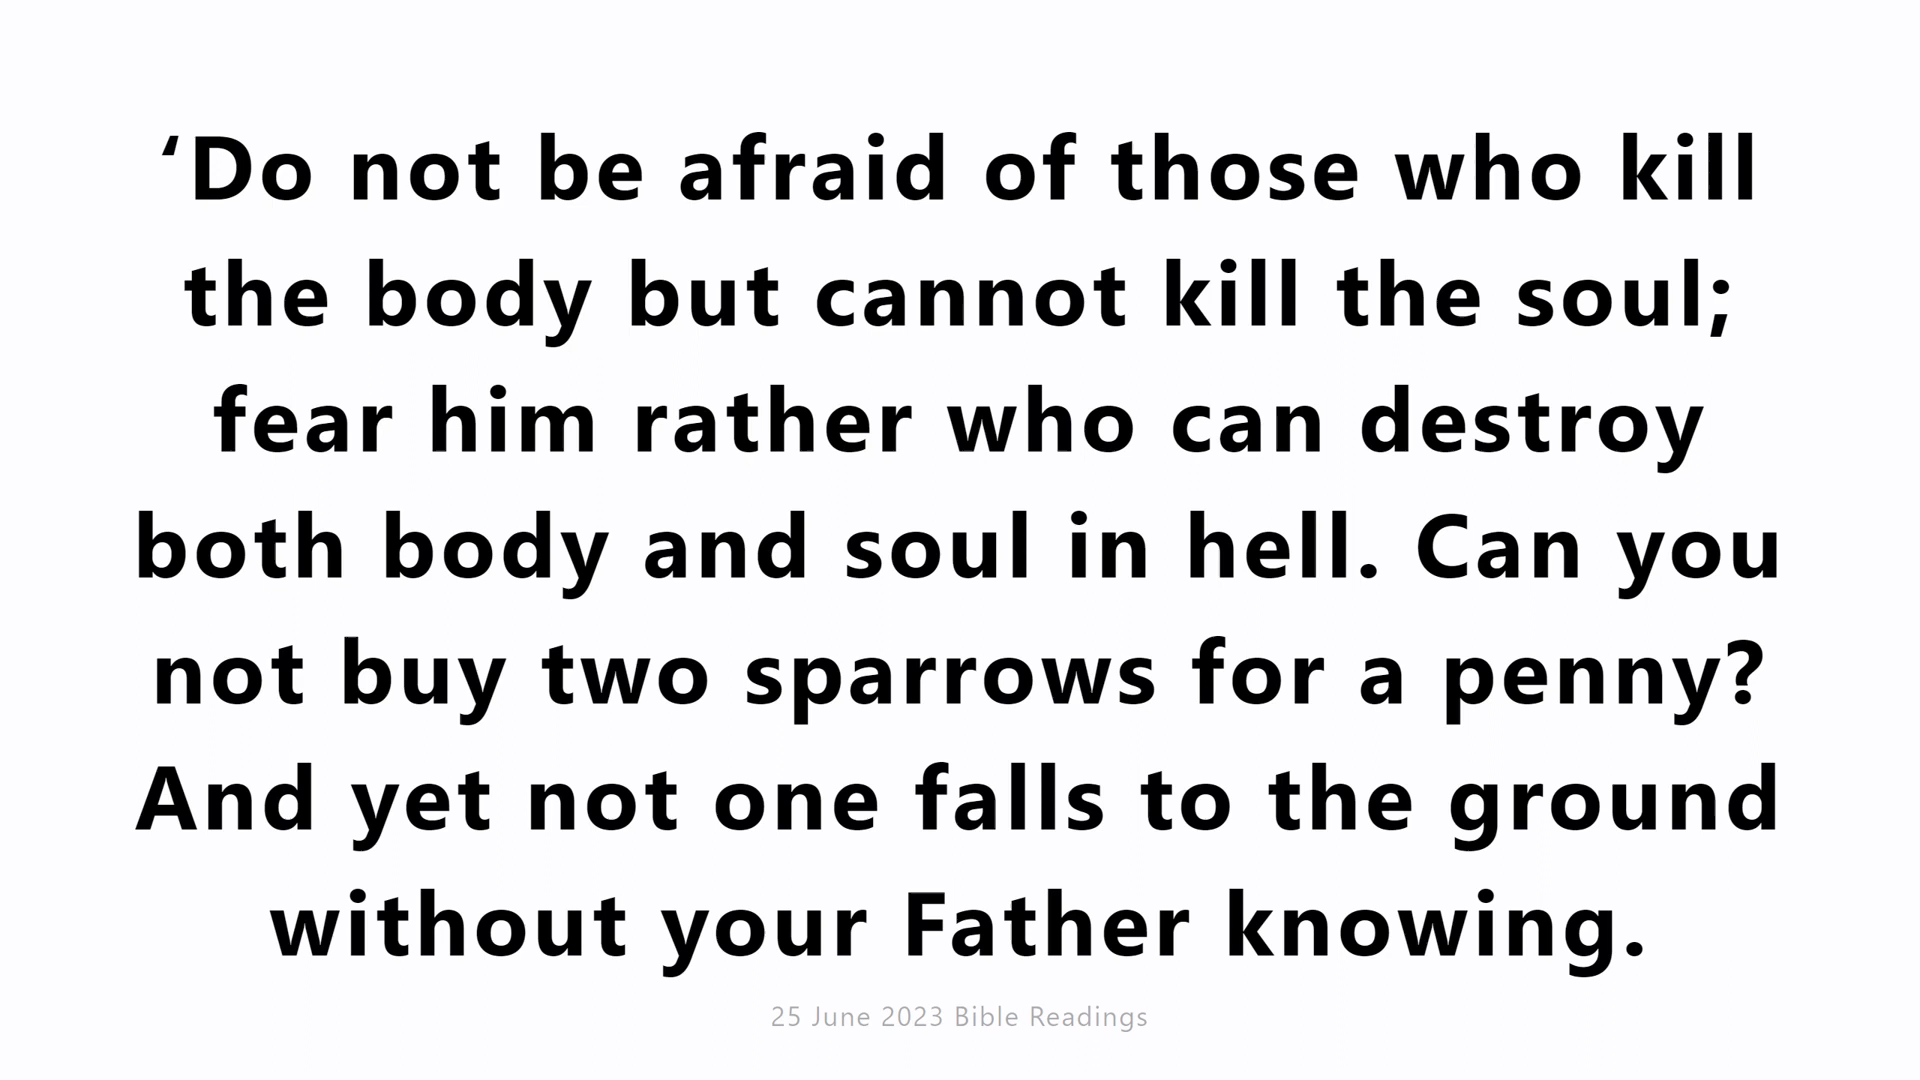 ‘Do not be afraid of those who kill
the body but cannot kill the soul;
fear him rather who can destroy
both body and soul in hell. Can you
not buy two sparrows for a penny?
And yet not one falls to the ground
without your Father knowing.
25 June 2023 Bible Readings